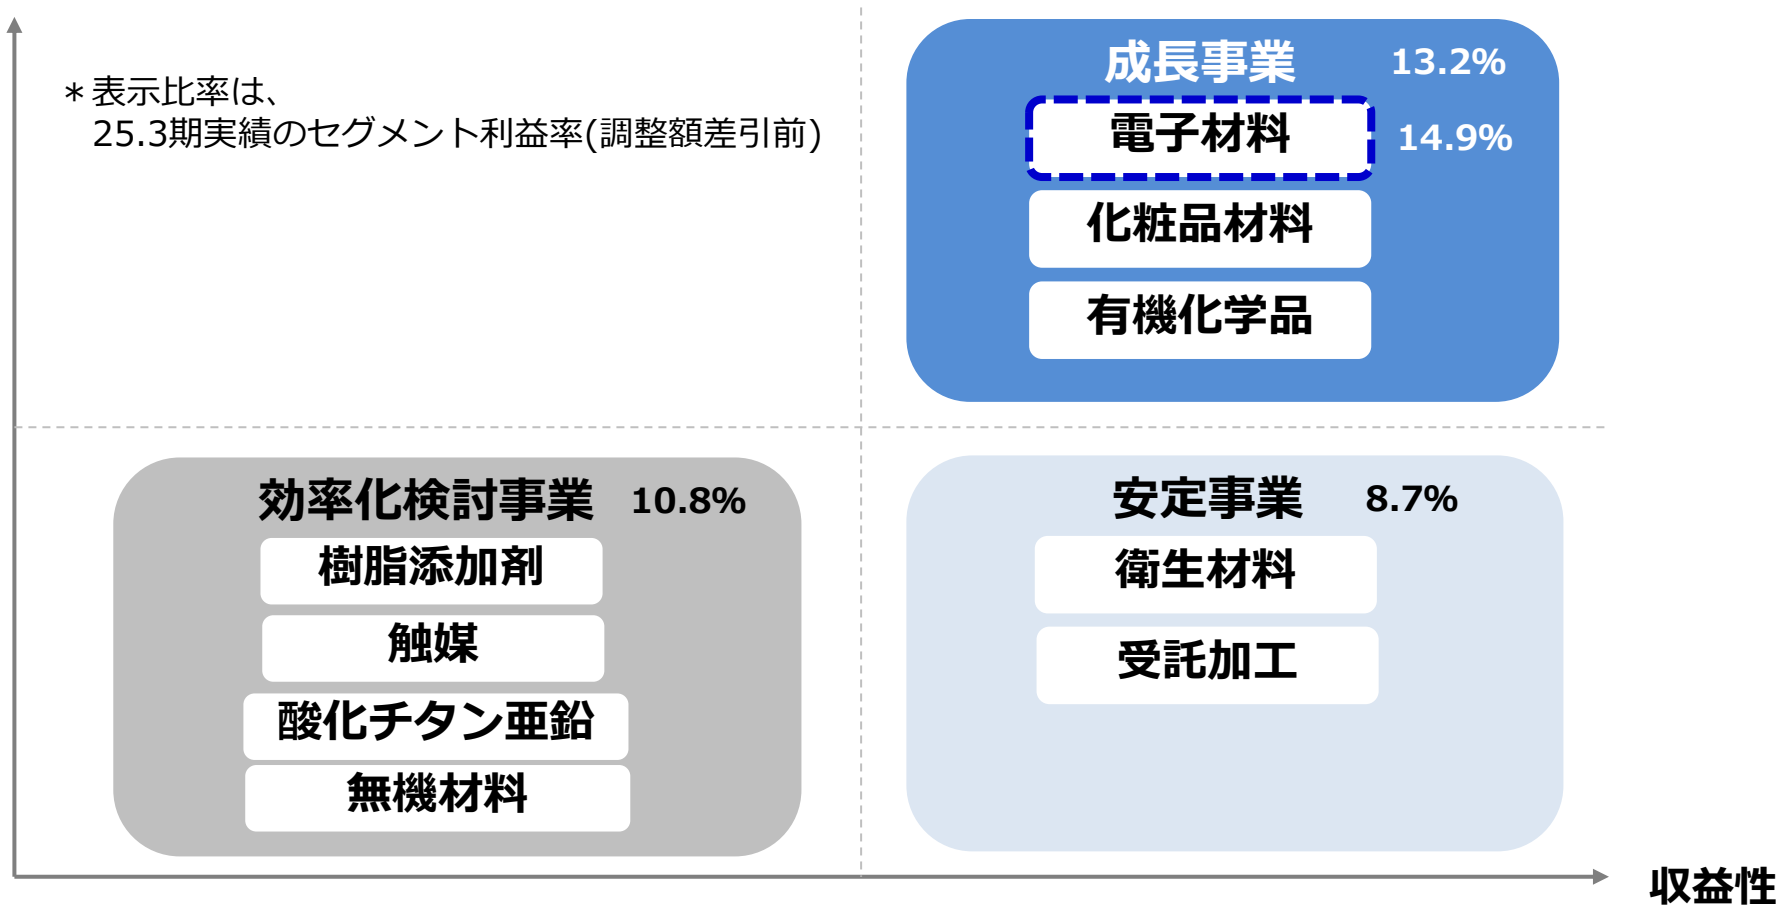 ＊表示比率は、
25.3期実績のセグメント利益率(調整額差引前)
成長事業 13.2%
電子材料 14.9%
化粧品材料
有機化学品
効率化検討事業 10.8%
樹脂添加剤
触媒
酸化チタン亜鉛
無機材料
安定事業 8.7%
衛生材料
受託加工
収益性